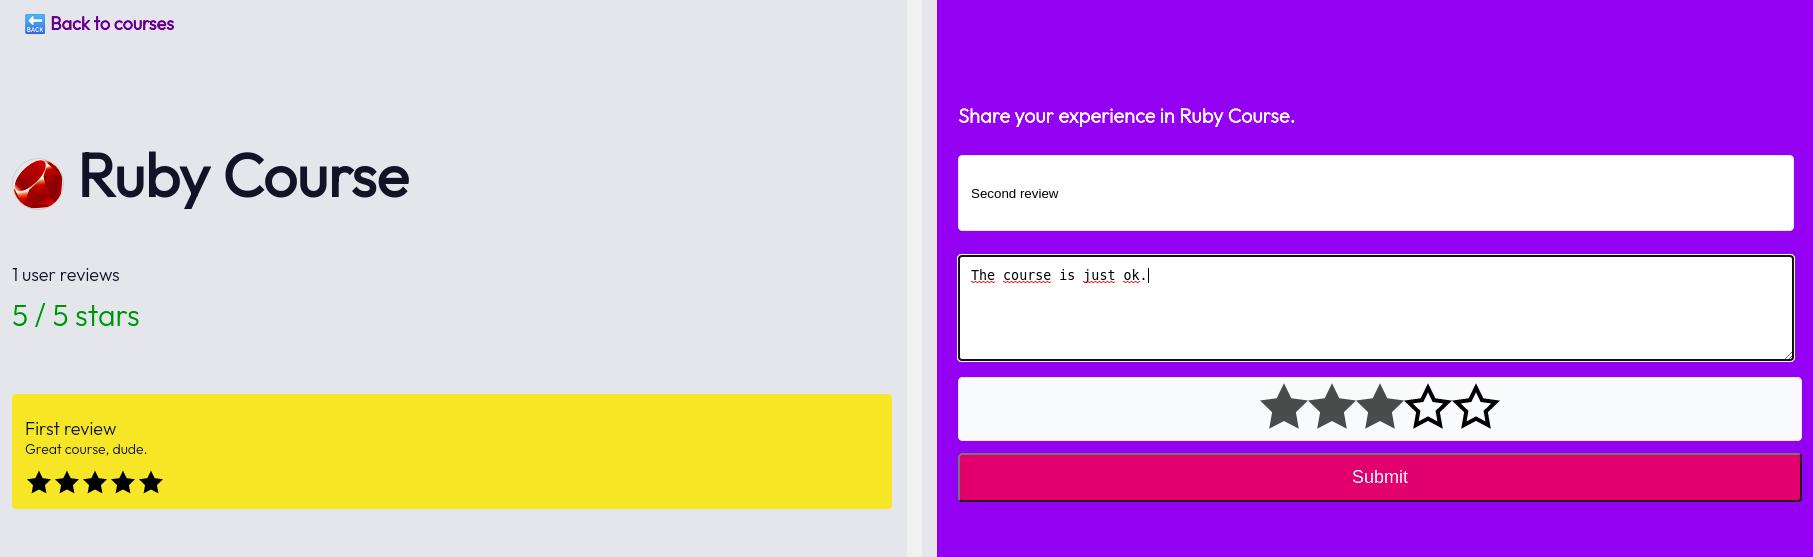 BACK
Back to courses
Ruby Course
1 user reviews
5 / 5 stars
First review
Great course, dude.
Share your experience in Ruby Course.
Second review
The course is just ok.
Submit